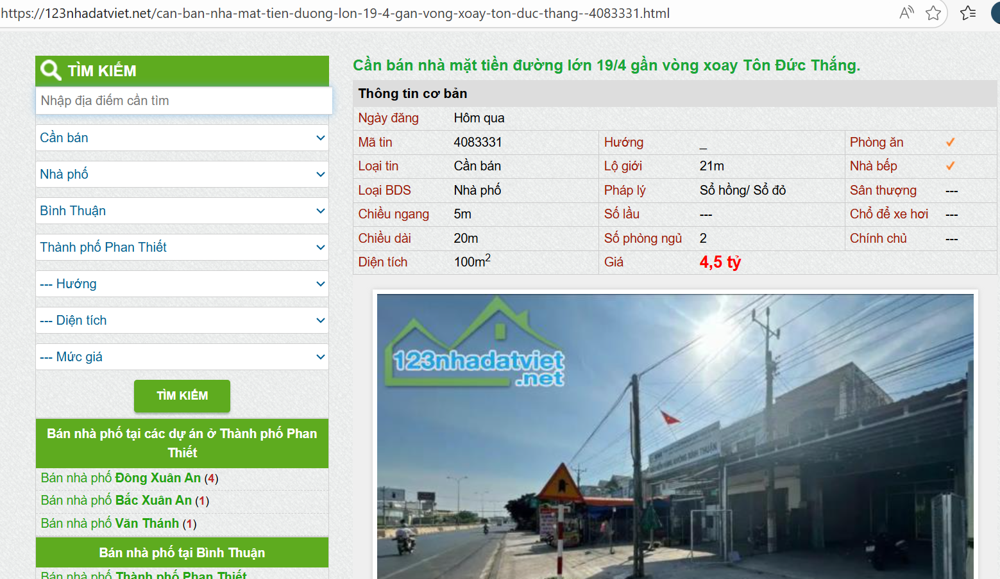 https://123nhadatviet.net/can-ban-nha-mat-tien-duong-lon-19-4-gan-vong-xoay-ton-duc-thang--4083331.html
TÌM KIẾM
Nhập địa điểm cần tìm
Cần bán
Nhà phố
Bình Thuận
Thành phố Phan Thiết
--- Hướng
--- Diện tích
--- Mức giá
TÌM KIẾM
Bán nhà phố tại các dự án ở Thành phố Phan
Thiết
Bán nhà phố Đông Xuân An (4)
Bán nhà phố Bắc Xuân An (1)
Bán nhà phố Văn Thánh (1)
Bán nhà phố tại Bình Thuận
Bán nhà phố Thành phố Phan Thiết
Cần bán nhà mặt tiền đường lớn 19/4 gần vòng xoay Tôn Đức Thắng.
Thông tin cơ bản
Ngày đăng Hôm qua
Mã tin 4083331 Hướng _ Phòng ăn ✓
Loại tin Cần bán Lộ giới 21m Nhà bếp ✓
Loại BDS Nhà phố Pháp lý Sổ hồng/ Sổ đỏ Sân thượng ---
Chiều ngang 5m Số lầu --- Chổ để xe hơi ---
Chiều dài 20m Số phòng ngủ 2 Chính chủ ---
Diện tích 100m2 Giá 4,5 tỷ
123nhadatviet
.net
BÌNH THUẬN